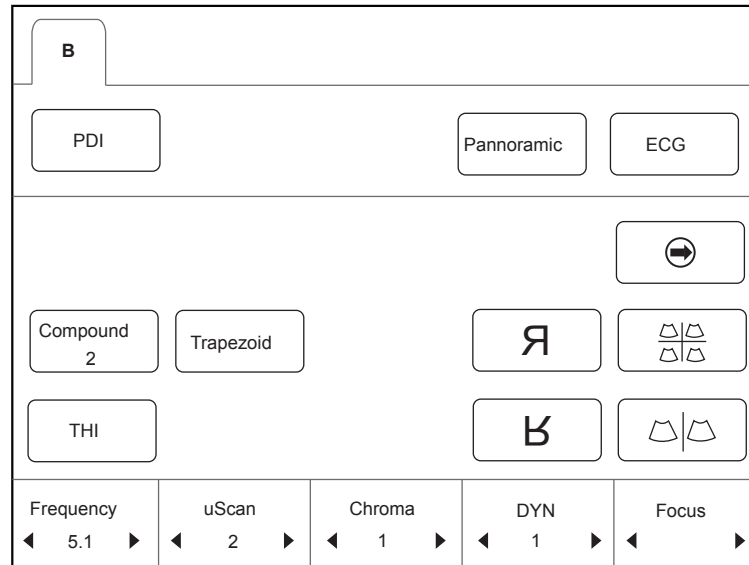 B
PDI
Pannoramic
ECG
Compound
2
Trapezoid
Я
THI
R
Frequency
uScan
Chroma
DYN
Focus
5.1
2
1
1